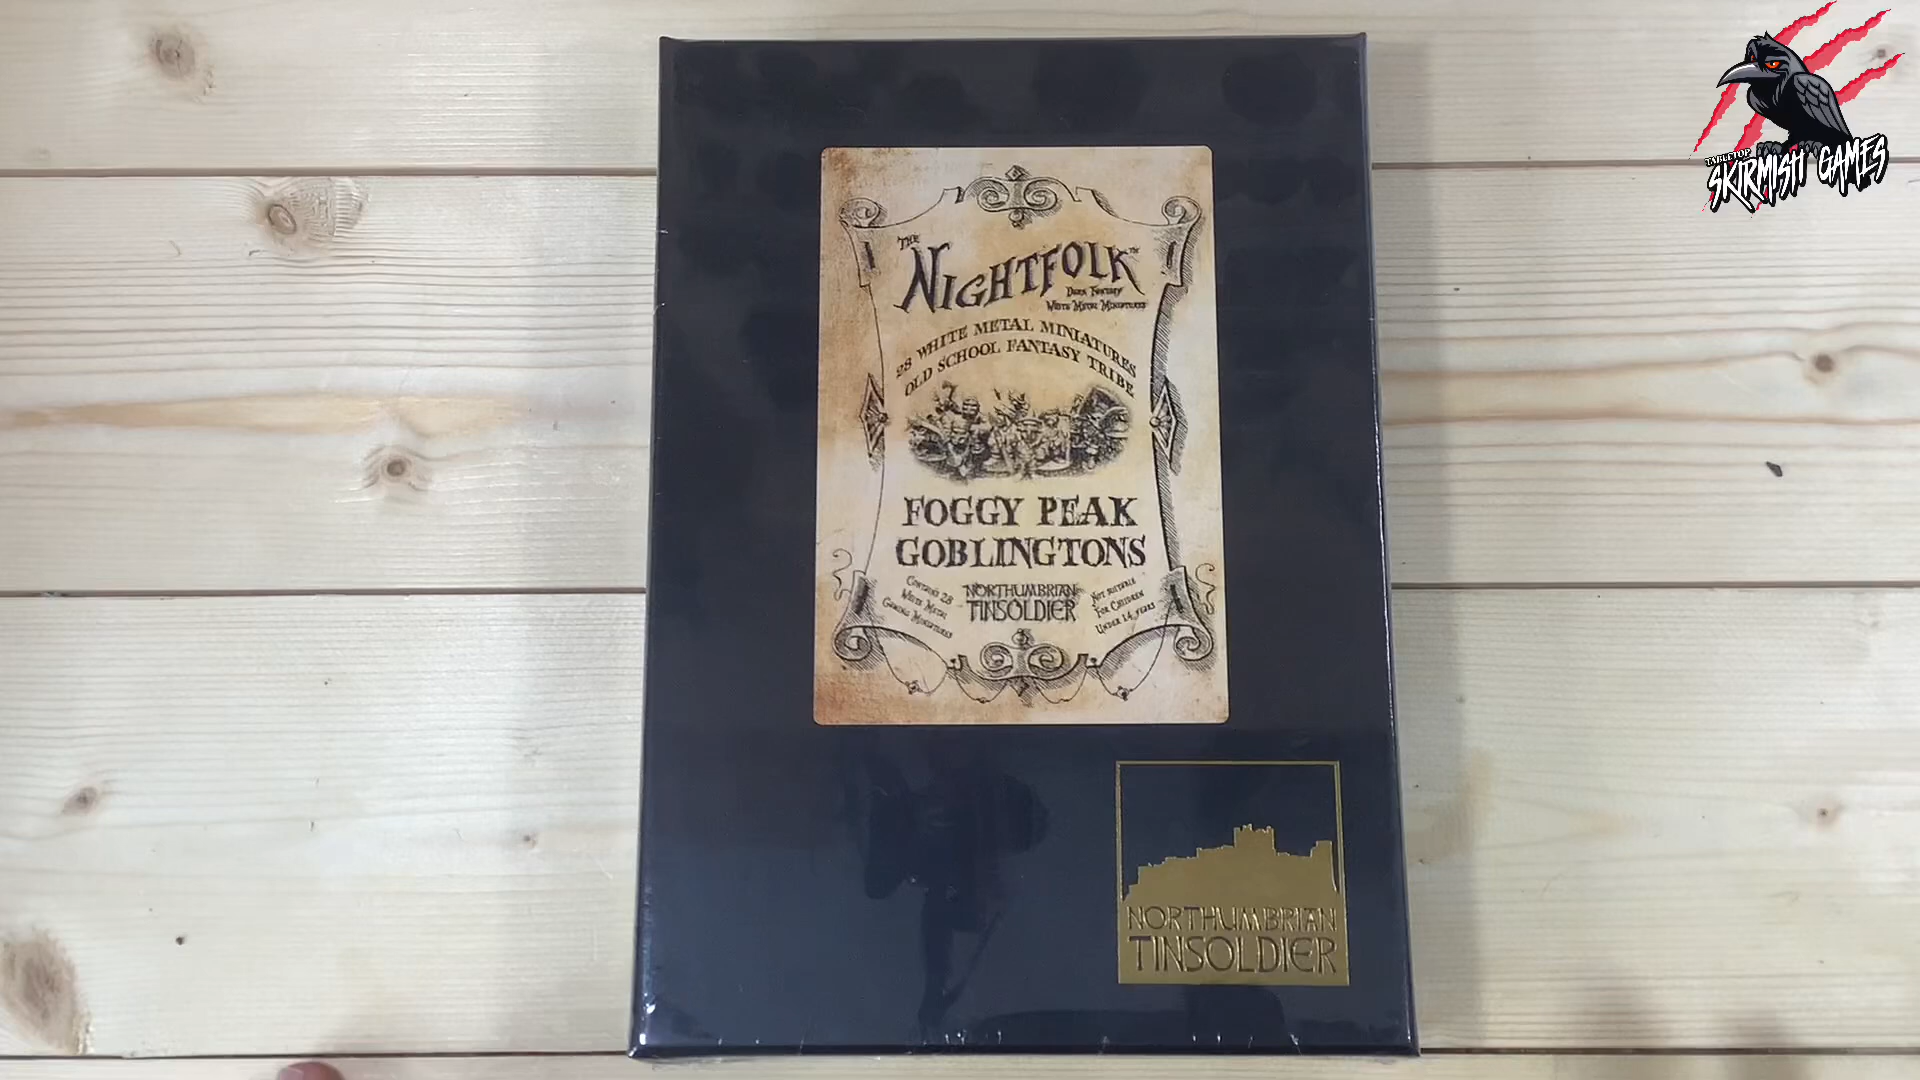 TABLETOP
SKIRMISH GAMES
THE
NIGHTFOLK™
DARK FANTASY
WHITE METAL MINIATURES
28 WHITE METAL MINIATURES
OLD SCHOOL FANTASY TRIBE
FOGGY PEAK
GOBLINGTONS
CONTAINS 28
WHITE METAL
GAMING MINIATURES
NORTHUMBRIAN
TINSOLDIER
NOT SUITABLE
FOR CHILDREN
UNDER 14 YEARS
NORTHUMBRIAN
TINSOLDIER